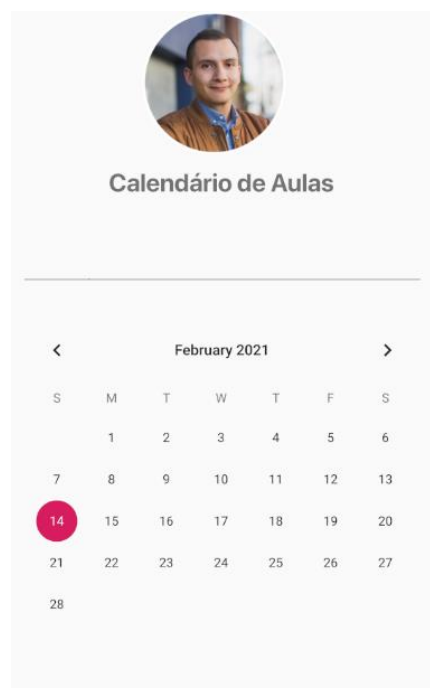 Calendário de Aulas
February 2021
S M T W T F S
1 2 3 4 5 6
7 8 9 10 11 12 13
14 15 16 17 18 19 20
21 22 23 24 25 26 27
28